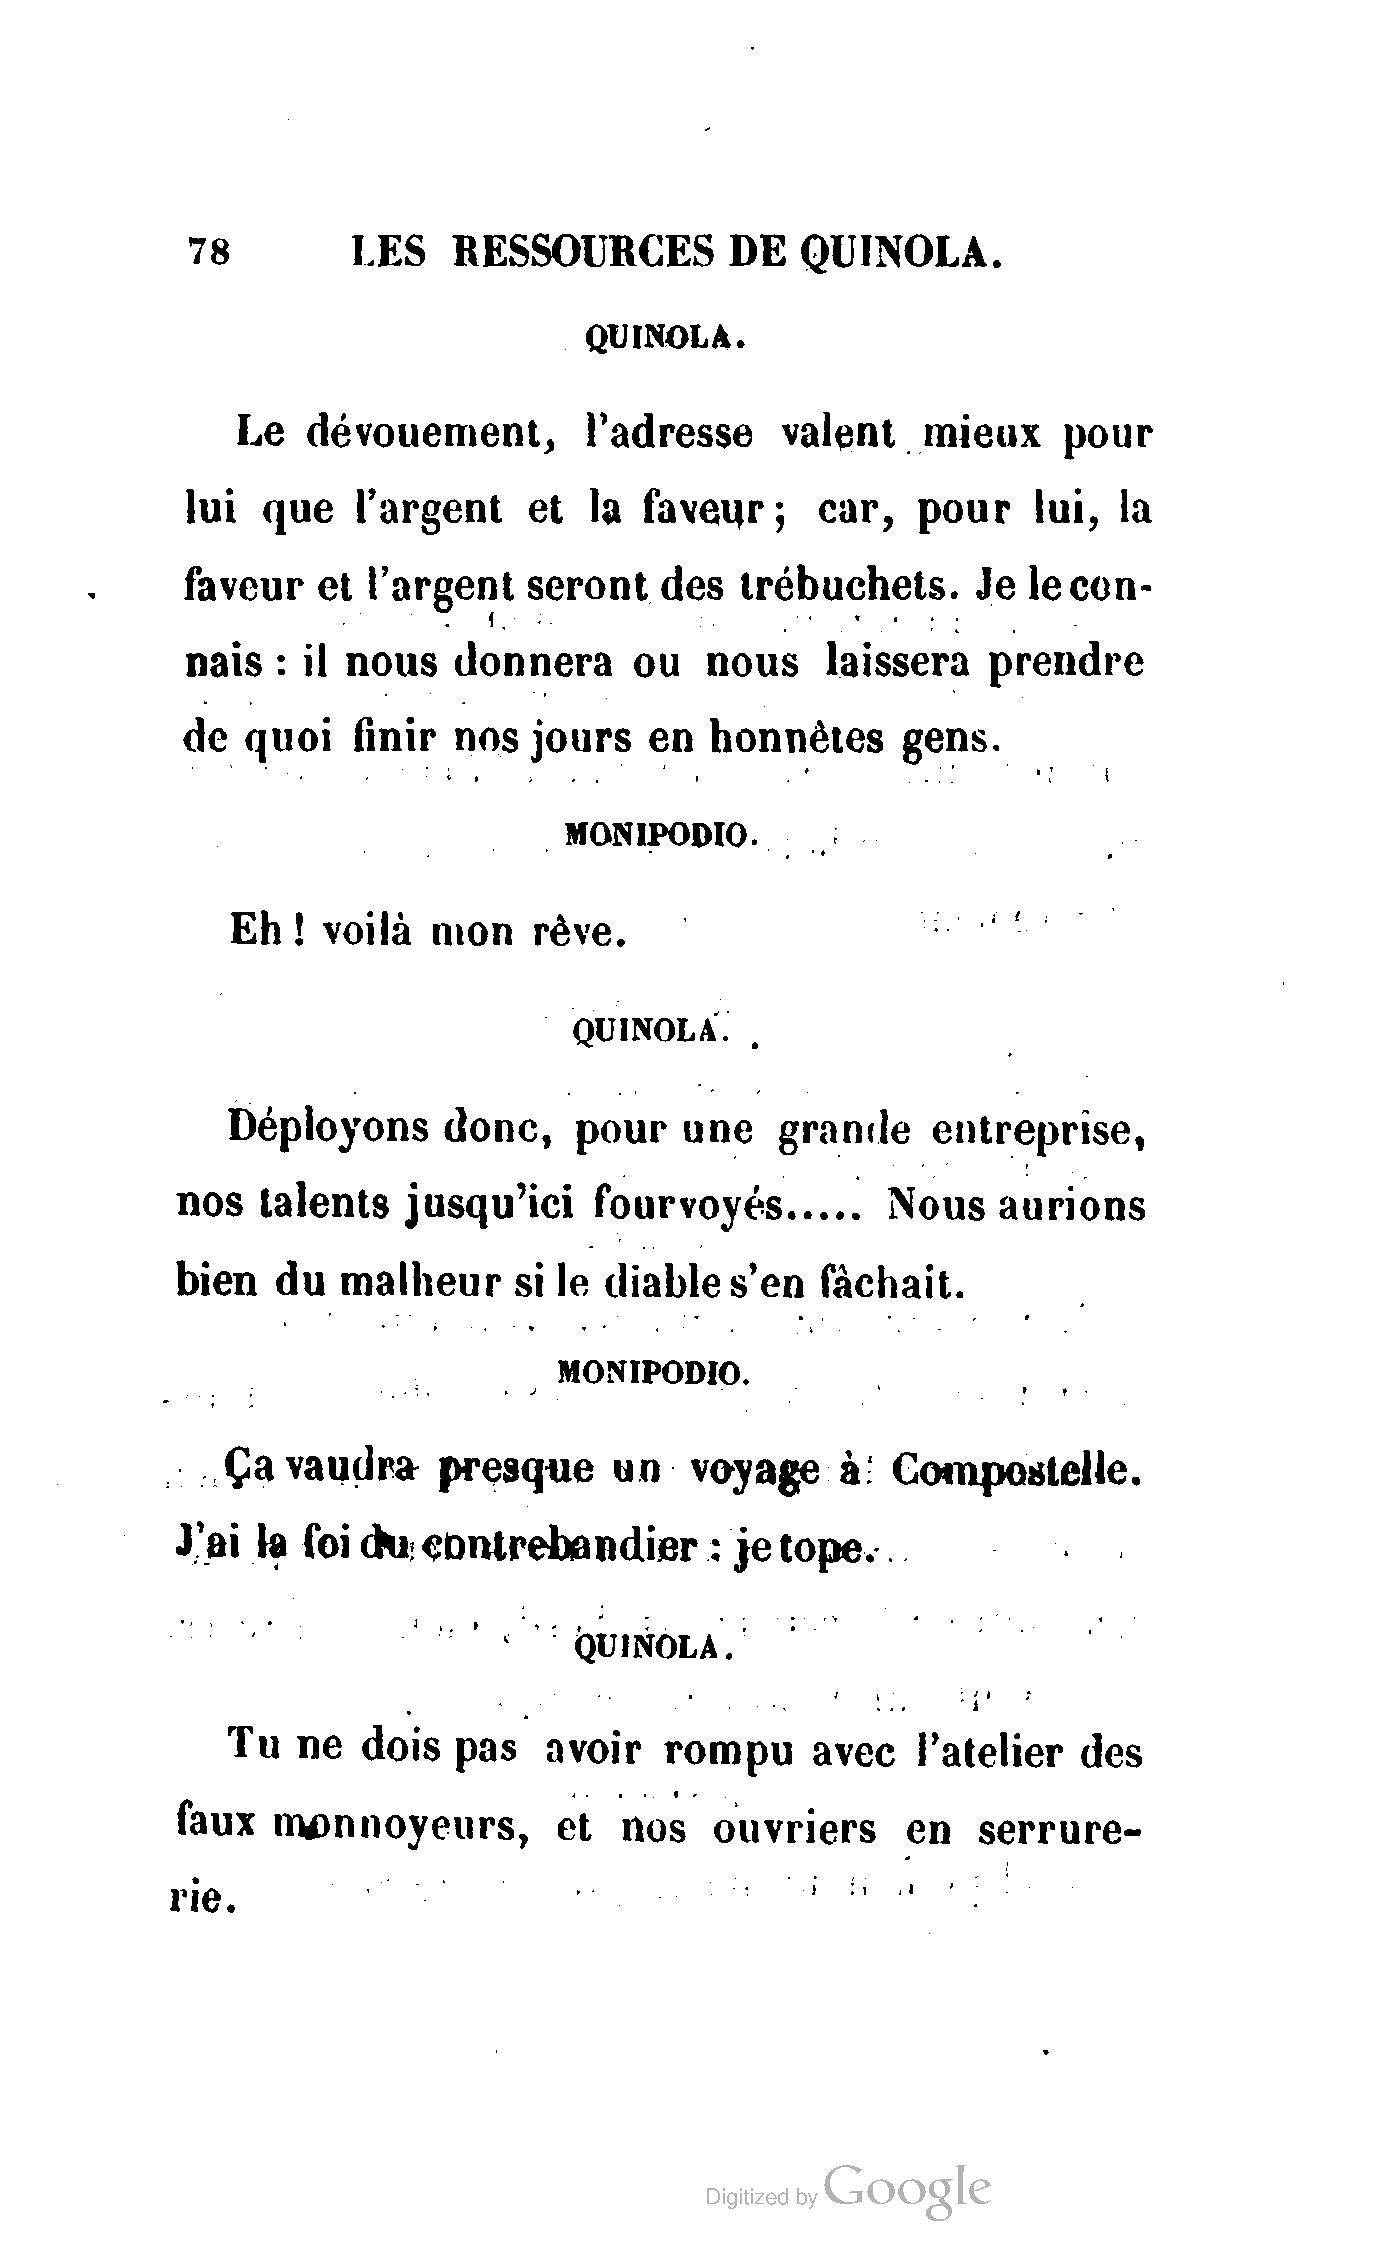 78 LES RESSOURCES DE QUINOLA.
QUINOLA.
Le dévouement, l'adresse valent mieux pour
lui que l'argent et la faveur; car, pour lui, la
faveur et l'argent seront des trébuchets. Je le con-
nais : il nous donnera ou nous laissera prendre
de quoi finir nos jours en honnêtes gens.
MONIPODIO.
Eh ! voilà mon rêve.
QUINOLA.
Déployons donc, pour une grande entreprise,
nos talents jusqu'ici fourvoyés..... Nous aurions
bien du malheur si le diable s'en fâchait.
MONIPODIO.
Ça vaudra presque un voyage à Compostelle.
J'ai la foi du contrebandier : je tope.
QUINOLA.
Tu ne dois pas avoir rompu avec l'atelier des
faux monnoyeurs, et nos ouvriers en serrure-
rie.
Digitized by Google